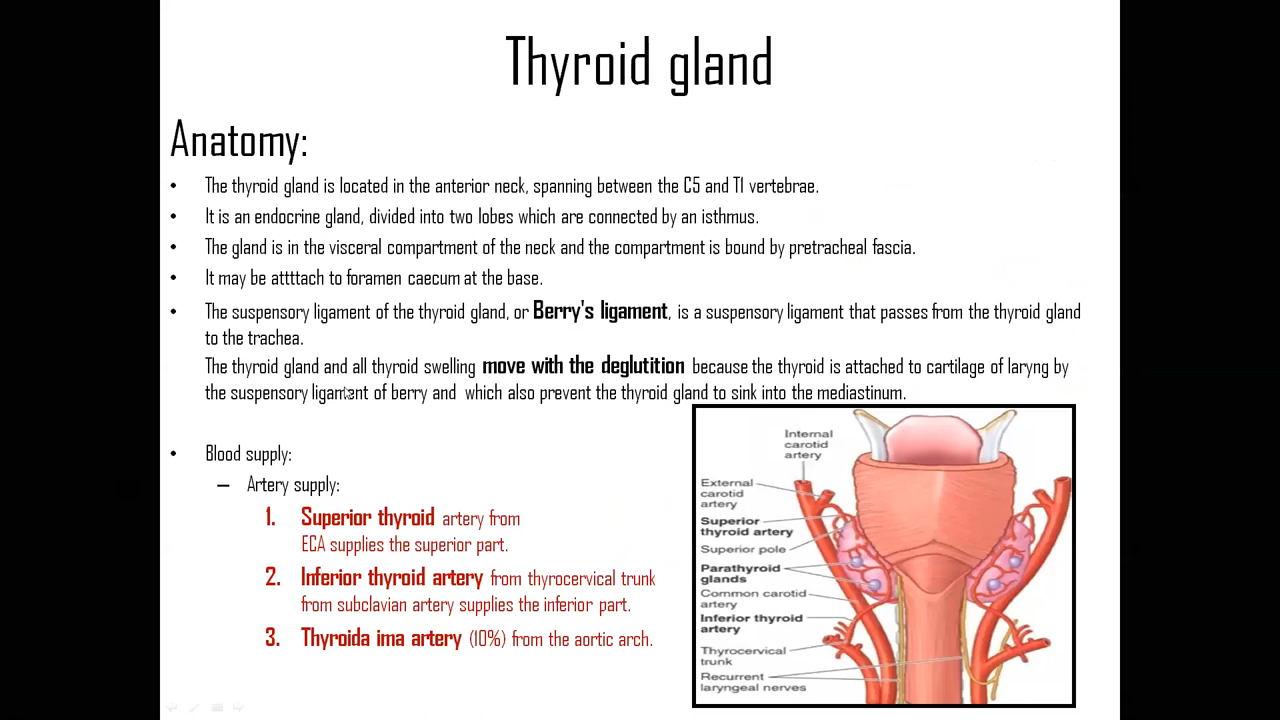 Thyroid gland
Anatomy:
• The thyroid gland is located in the anterior neck, spanning between the C5 and T1 vertebrae.
• It is an endocrine gland, divided into two lobes which are connected by an isthmus.
• The gland is in the visceral compartment of the neck and the compartment is bound by pretracheal fascia.
• It may be attttach to foramen caecum at the base.
• The suspensory ligament of the thyroid gland, or Berry's ligament, is a suspensory ligament that passes from the thyroid gland
to the trachea.
The thyroid gland and all thyroid swelling move with the deglutition because the thyroid is attached to cartilage of laryng by
the suspensory ligament of berry and which also prevent the thyroid gland to sink into the mediastinum.
• Blood supply:
– Artery supply:
1. Superior thyroid artery from
ECA supplies the superior part.
2. Inferior thyroid artery from thyrocervical trunk
from subclavian artery supplies the inferior part.
3. Thyroida ima artery (10%) from the aortic arch.
Internal
carotid
artery
External
carotid
artery
Superior
thyroid artery
Superior pole
Parathyroid
glands
Common carotid
artery
Inferior thyroid
artery
Thyrocervical
trunk
Recurrent
laryngeal nerves